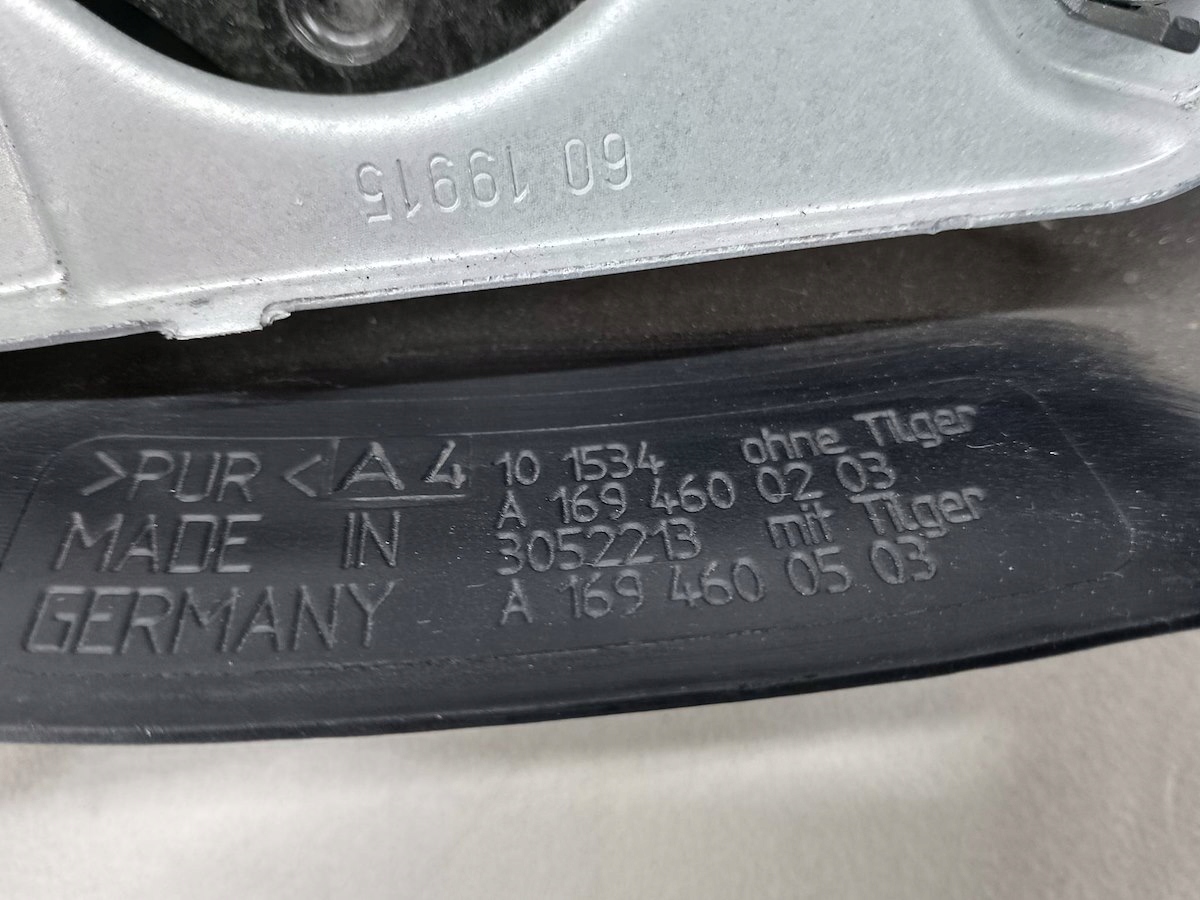 60 19915
>PUR< A4 10 1534 ohne Tilger
A 169 460 02 03
MADE IN 3052213 mit Tilger
GERMANY A 169 460 05 03